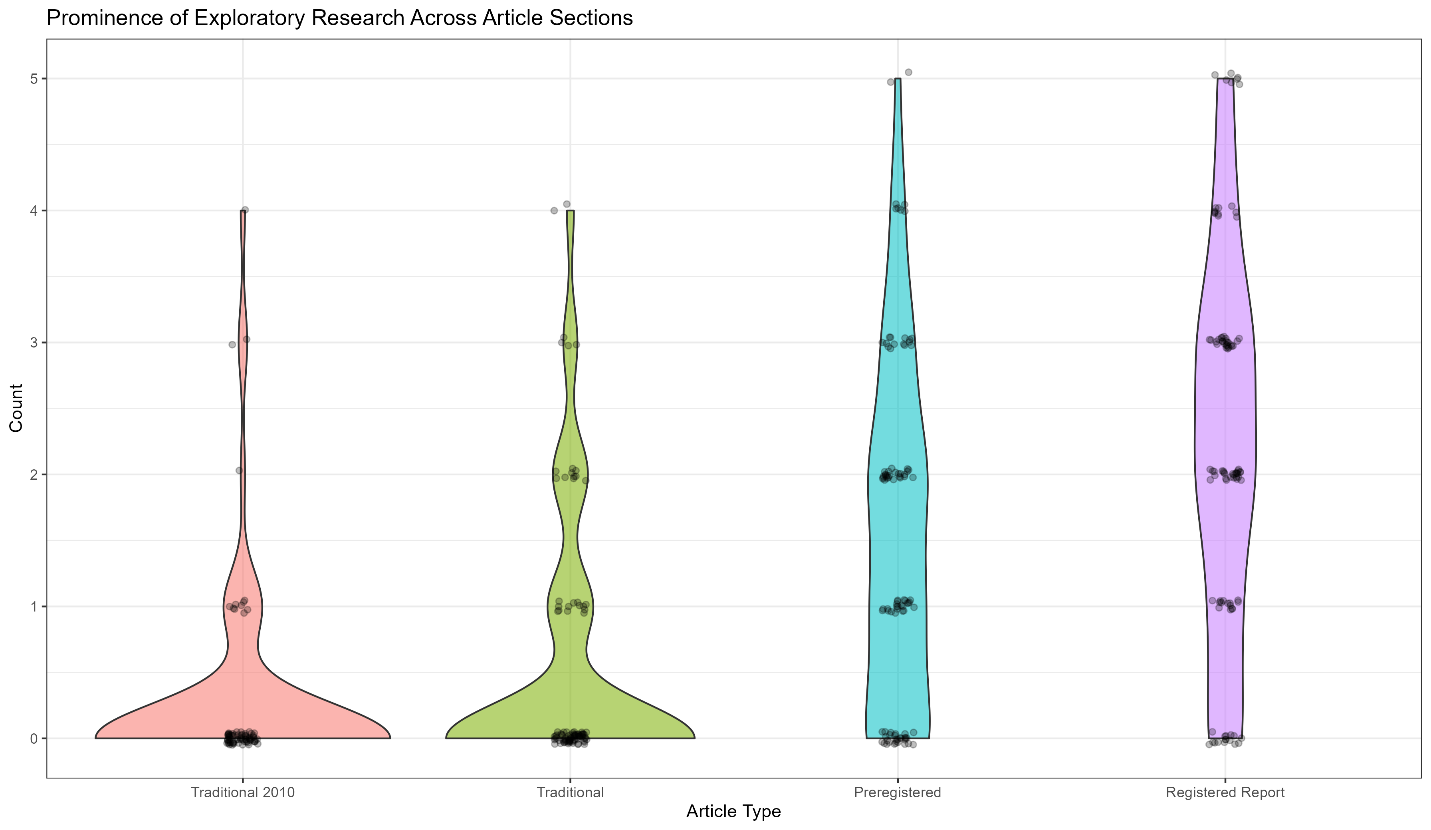 Prominence of Exploratory Research Across Article Sections
Count
5
4
3
2
1
0
Traditional 2010 Traditional Preregistered Registered Report
Article Type